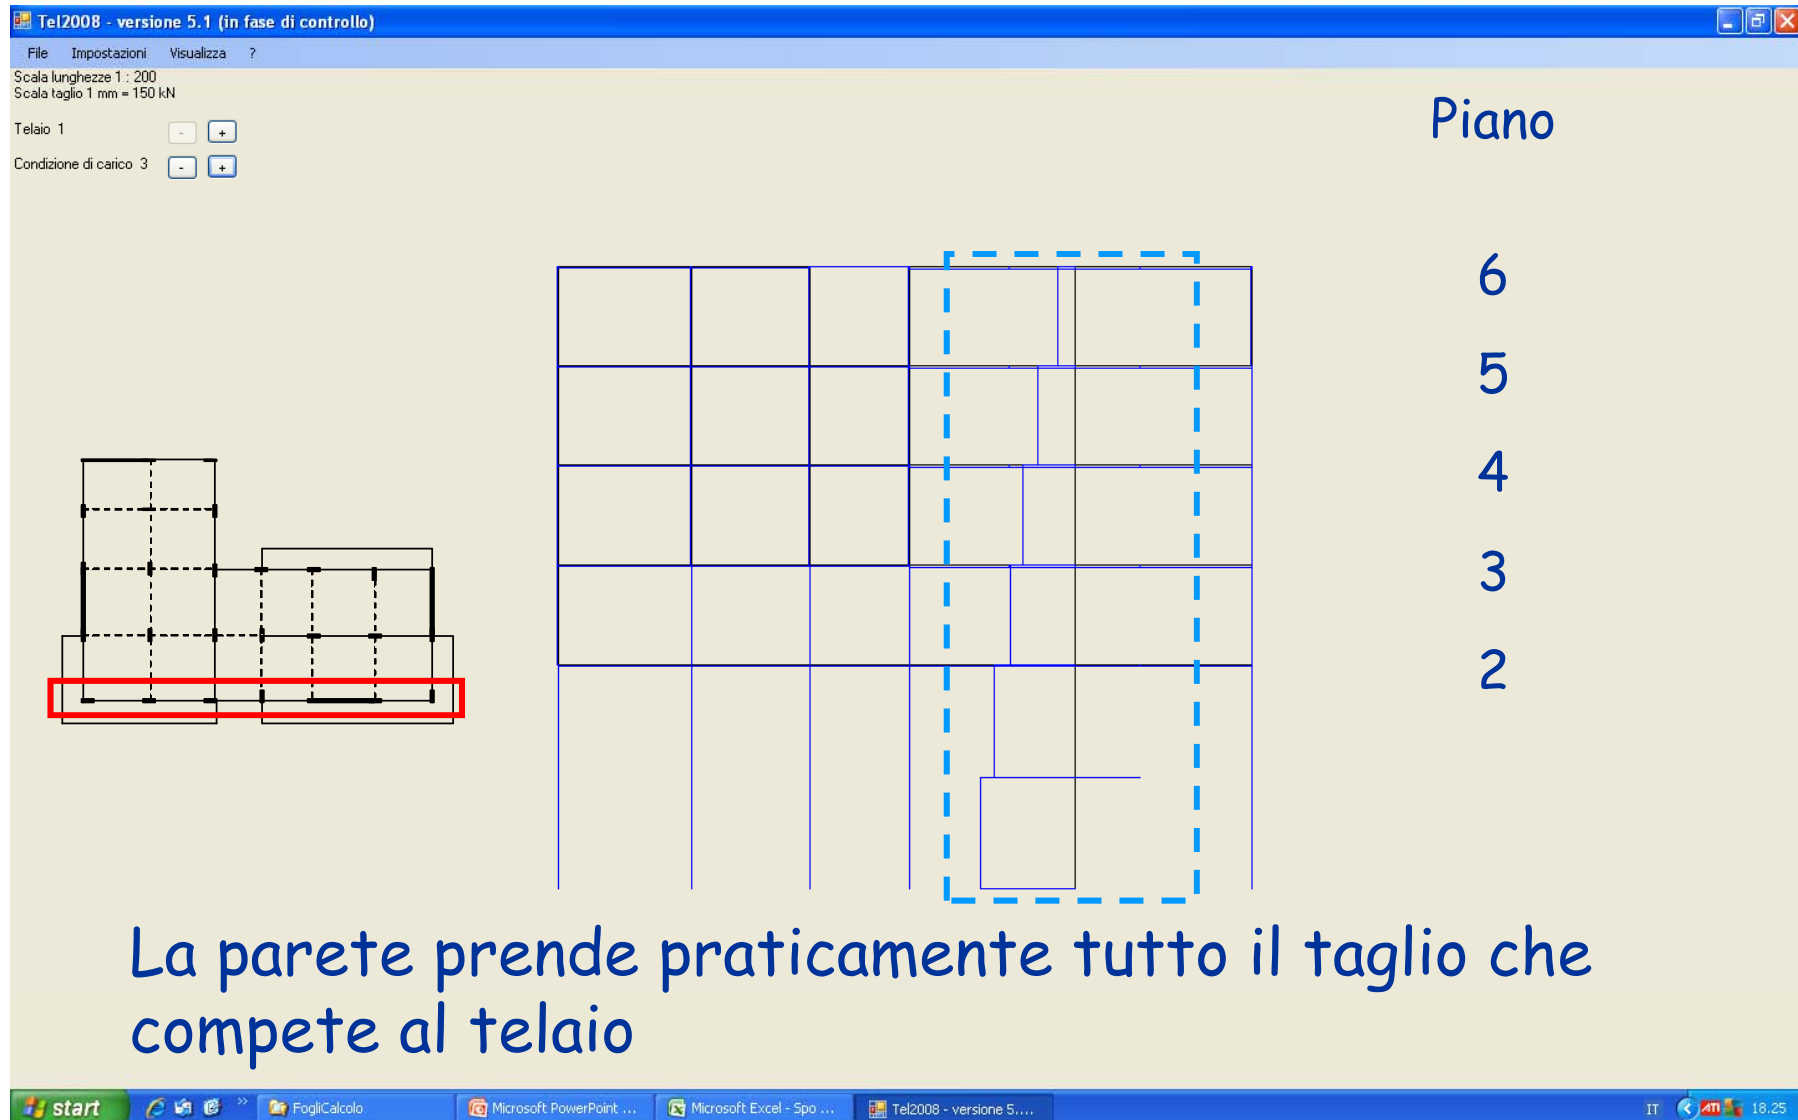 Tel2008 - versione 5.1 (in fase di controllo)
File Impostazioni Visualizza ?
Scala lunghezze 1 : 200
Scala taglio 1 mm = 150 kN
Telaio 1 - +
Condizione di carico 3 - +
Piano
6
5
4
3
2
La parete prende praticamente tutto il taglio che
compete al telaio
start » FogliCalcolo Microsoft PowerPoint ... Microsoft Excel - Spo ... Tel2008 - versione 5.... IT ATI 18.25